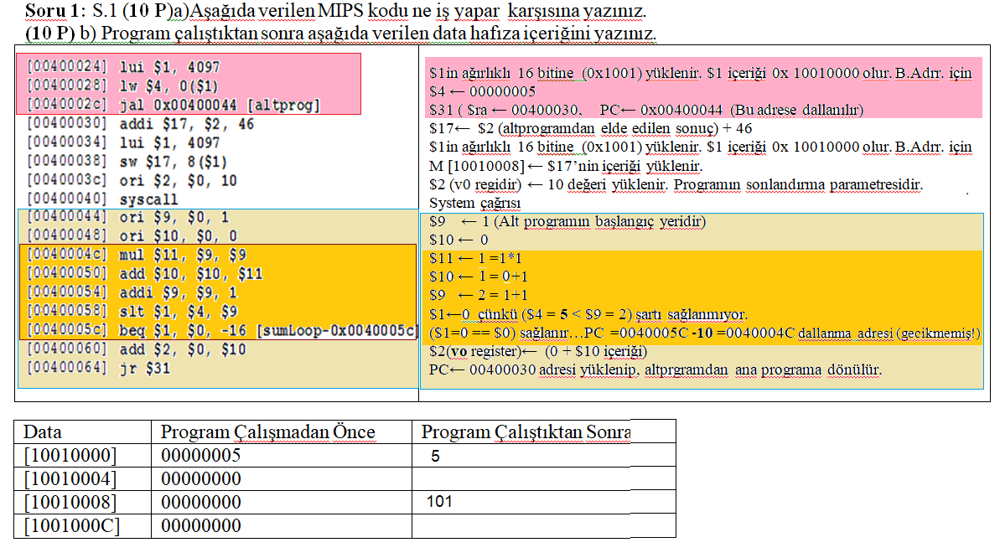 Soru 1: S.1 (10 P)a)Aşağıda verilen MIPS kodu ne iş yapar karşısına yazınız.
(10 P) b) Program çalıştıktan sonra aşağıda verilen data hafıza içeriğini yazınız.
[00400024] lui $1, 4097
[00400028] lw $4, 0($1)
[0040002c] jal 0x00400044 [altprog]
[00400030] addi $17, $2, 46
[00400034] lui $1, 4097
[00400038] sw $17, 8($1)
[0040003c] ori $2, $0, 10
[00400040] syscall
[00400044] ori $9, $0, 1
[00400048] ori $10, $0, 0
[0040004c] mul $11, $9, $9
[00400050] add $10, $10, $11
[00400054] addi $9, $9, 1
[00400058] slt $1, $4, $9
[0040005c] beq $1, $0, -16 [sumLoop-0x0040005c]
[00400060] add $2, $0, $10
[00400064] jr $31
$1in ağırlıklı 16 bitine (0x1001) yüklenir. $1 içeriği 0x 10010000 olur. B.Adrr. için
$4 ← 00000005
$31 ( $ra ← 00400030, PC← 0x00400044 (Bu adrese dallanılır)
$17← $2 (altprogramdan elde edilen sonuç) + 46
$1in ağırlıklı 16 bitine (0x1001) yüklenir. $1 içeriği 0x 10010000 olur. B.Adrr. için
M [10010008] ← $17’nin içeriği yüklenir.
$2 (v0 regidir) ← 10 değeri yüklenir. Programın sonlandırma parametresidir.
System çağrısı
$9 ← 1 (Alt programın başlangıç yeridir)
$10 ← 0
$11 ← 1 =1*1
$10 ← 1 = 0+1
$9 ← 2 = 1+1
$1←0 çünkü ($4 = 5 < $9 = 2) şartı sağlanmıyor.
($1=0 == $0) sağlanır…PC =0040005C -10 =0040004C dallanma adresi (gecikmemiş!)
$2(vo register)← (0 + $10 içeriği)
PC← 00400030 adresi yüklenip, altprgramdan ana programa dönülür.
Data Program Çalışmadan Önce Program Çalıştıktan Sonra
[10010000] 00000005 5
[10010004] 00000000
[10010008] 00000000 101
[1001000C] 00000000